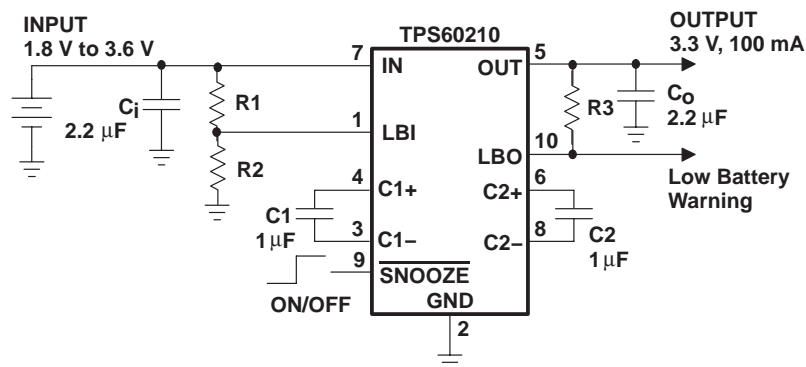 INPUT
1.8 V to 3.6 V
TPS60210
OUTPUT
3.3 V, 100 mA
7
IN
OUT
5
Ci
2.2 µF
R1
R2
1
LBI
R3
Co
2.2 µF
10
LBO
Low Battery
Warning
4
C1+
C1
1 µF
3
C1−
C2+
6
C2
1 µF
C2−
8
9
SNOOZE
ON/OFF
GND
2